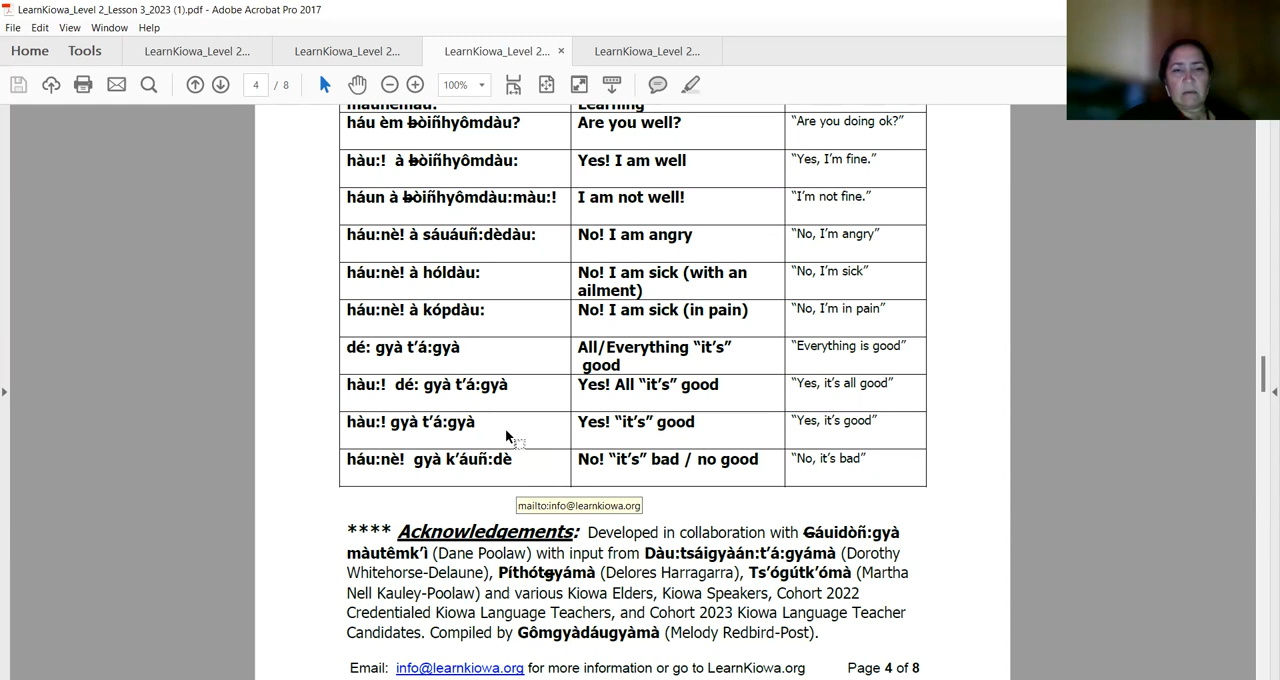 LearnKiowa_Level 2_Lesson 3_2023 (1).pdf - Adobe Acrobat Pro 2017
File Edit View Window Help
Home Tools LearnKiowa_Level 2... LearnKiowa_Level 2... LearnKiowa_Level 2... × LearnKiowa_Level 2...
4 / 8 100%
Learning
háu èm b̶òiñhyômdàu? Are you well? “Are you doing ok?”
hàu:! à b̶òiñhyômdàu: Yes! I am well “Yes, I’m fine.”
háun à b̶òiñhyômdàu:màu:! I am not well! “I’m not fine.”
háu:nè! à sáuáuñ:dèdàu: No! I am angry “No, I’m angry”
háu:nè! à hóldàu: No! I am sick (with an “No, I’m sick”
ailment)
háu:nè! à kópdàu: No! I am sick (in pain) “No, I’m in pain”
dé: gyà t’á:gyà All/Everything “it’s” “Everything is good”
good
hàu:! dé: gyà t’á:gyà Yes! All “it’s” good “Yes, it’s all good”
hàu:! gyà t’á:gyà Yes! “it’s” good “Yes, it’s good”
háu:nè! gyà k’áuñ:dè No! “it’s” bad / no good “No, it’s bad”
mailto:info@learnkiowa.org
**** Acknowledgements: Developed in collaboration with G̶áuidòñ:gyà
màutêmk’ì (Dane Poolaw) with input from Dàu:tsáigyàán:t’á:gyámà (Dorothy
Whitehorse-Delaune), Píthótg̶yámà (Delores Harragarra), Ts’ógútk’ómà (Martha
Nell Kauley-Poolaw) and various Kiowa Elders, Kiowa Speakers, Cohort 2022
Credentialed Kiowa Language Teachers, and Cohort 2023 Kiowa Language Teacher
Candidates. Compiled by Gômgyàdáugyàmà (Melody Redbird-Post).
Email: info@learnkiowa.org for more information or go to LearnKiowa.org Page 4 of 8